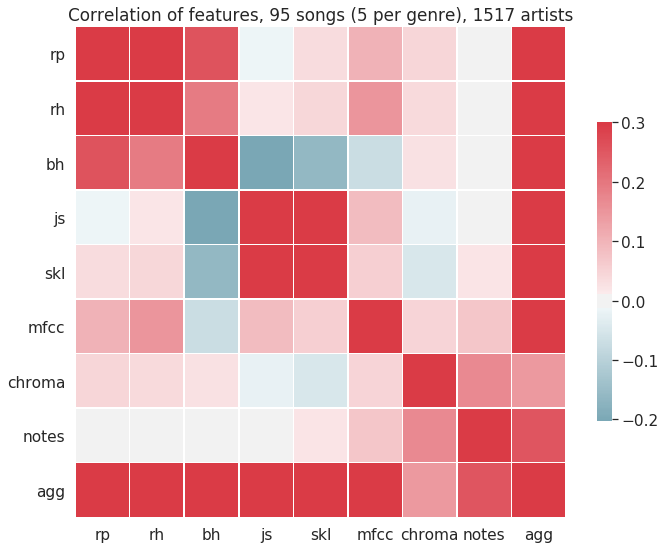 Correlation of features, 95 songs (5 per genre), 1517 artists
rp
rh
bh
js
skl
mfcc
chroma
notes
agg
rp rh bh js skl mfcc chroma notes agg
0.3
0.2
0.1
0.0
−0.1
−0.2